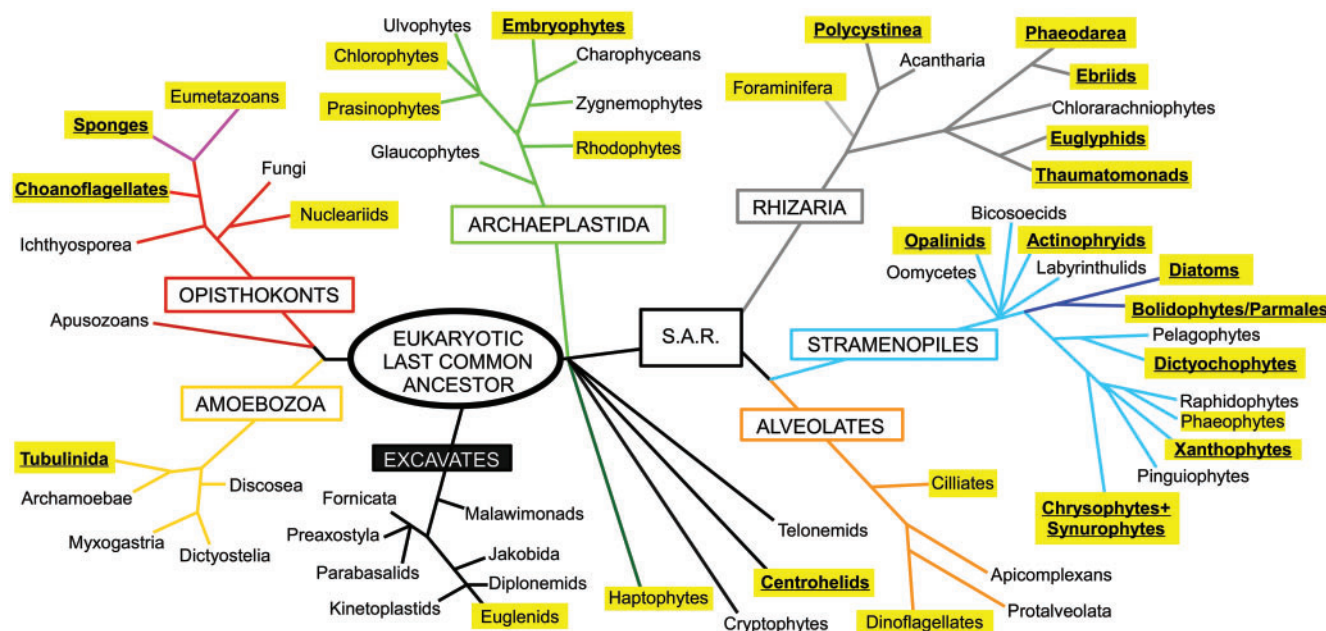 Ulvophytes
Embryophytes
Chlorophytes
Charophyceans
Prasinophytes
Zygnemophytes
Glaucophytes
Rhodophytes
ARCHAEPLASTIDA
Eumetazoans
Sponges
Fungi
Choanoflagellates
Nucleariids
Ichthyosporea
OPISTHOKONTS
Apusozoans
Polycystinea
Acantharia
Foraminifera
Phaeodarea
Ebriids
Chlorarachniophytes
Euglyphids
Thaumatomonads
RHIZARIA
Bicosoecids
Opalinids
Actinophryids
Oomycetes
Labyrinthulids
Diatoms
Bolidophytes/Parmales
Pelagophytes
Dictyochophytes
Raphidophytes
Phaeophytes
Xanthophytes
Pinguiophytes
Chrysophytes+
Synurophytes
STRAMENOPILES
S.A.R.
EUKARYOTIC
LAST COMMON
ANCESTOR
AMOEBOZOA
Tubulinida
Archamoebae
Discosea
Myxogastria
Dictyostelia
EXCAVATES
Fornicata
Malawimonads
Preaxostyla
Parabasalids
Jakobida
Diplonemids
Kinetoplastids
Euglenids
Haptophytes
Cryptophytes
Centrohelids
Telonemids
ALVEOLATES
Cilliates
Apicomplexans
Protalveolata
Dinoflagellates